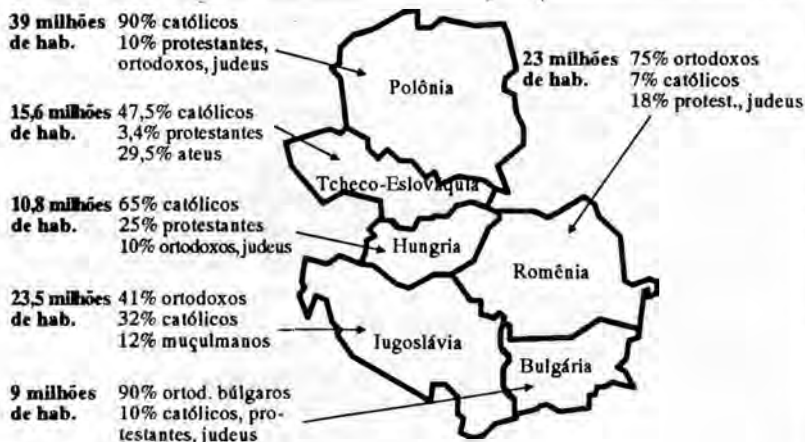 39 milhões 90% católicos
de hab. 10% protestantes,
ortodoxos, judeus
23 milhões 75% ortodoxos
de hab. 7% católicos
18% protest., judeus
Polônia
15,6 milhões 47,5% católicos
de hab. 3,4% protestantes
29,5% ateus
Tcheco-Eslováquia
10,8 milhões 65% católicos
de hab. 25% protestantes
10% ortodoxos, judeus
Hungria
Romênia
23,5 milhões 41% ortodoxos
de hab. 32% católicos
12% muçulmanos
Iugoslávia
Bulgária
9 milhões 90% ortod. búlgaros
de hab. 10% católicos, pro-
testantes, judeus